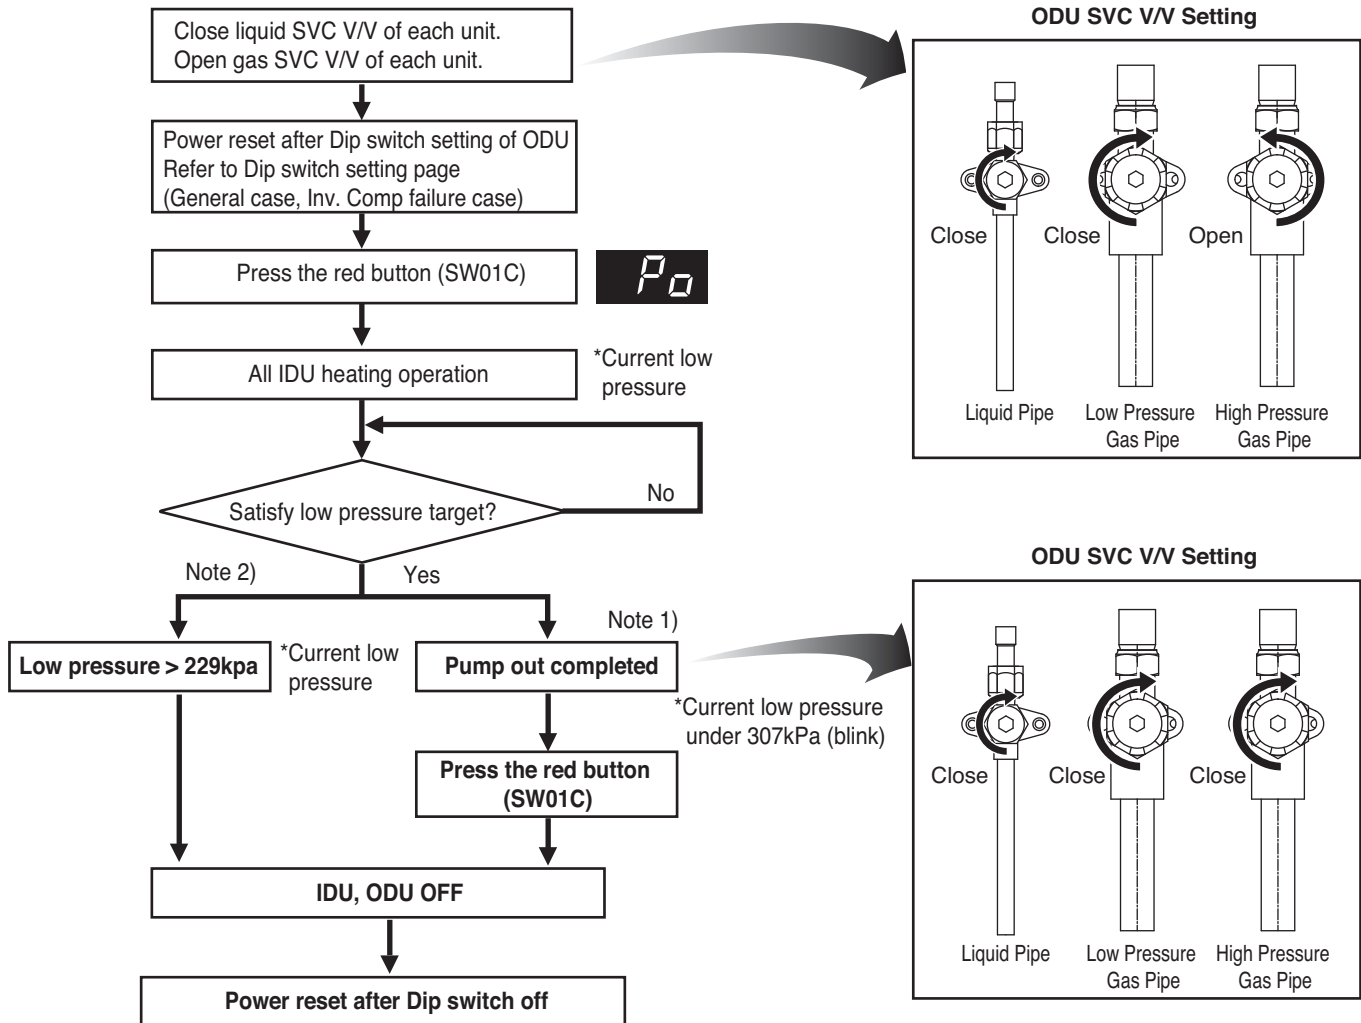 Close liquid SVC V/V of each unit.
Open gas SVC V/V of each unit.
Power reset after Dip switch setting of ODU
Refer to Dip switch setting page
(General case, Inv. Comp failure case)
Press the red button (SW01C)
Po
All IDU heating operation
*Current low
pressure
Satisfy low pressure target?
No
Note 2)
Yes
Note 1)
Low pressure > 229kpa
*Current low
pressure
Pump out completed
*Current low pressure
under 307kPa (blink)
Press the red button
(SW01C)
IDU, ODU OFF
Power reset after Dip switch off
ODU SVC V/V Setting
Close
Close
Open
Liquid Pipe
Low Pressure
Gas Pipe
High Pressure
Gas Pipe
ODU SVC V/V Setting
Close
Close
Close
Liquid Pipe
Low Pressure
Gas Pipe
High Pressure
Gas Pipe